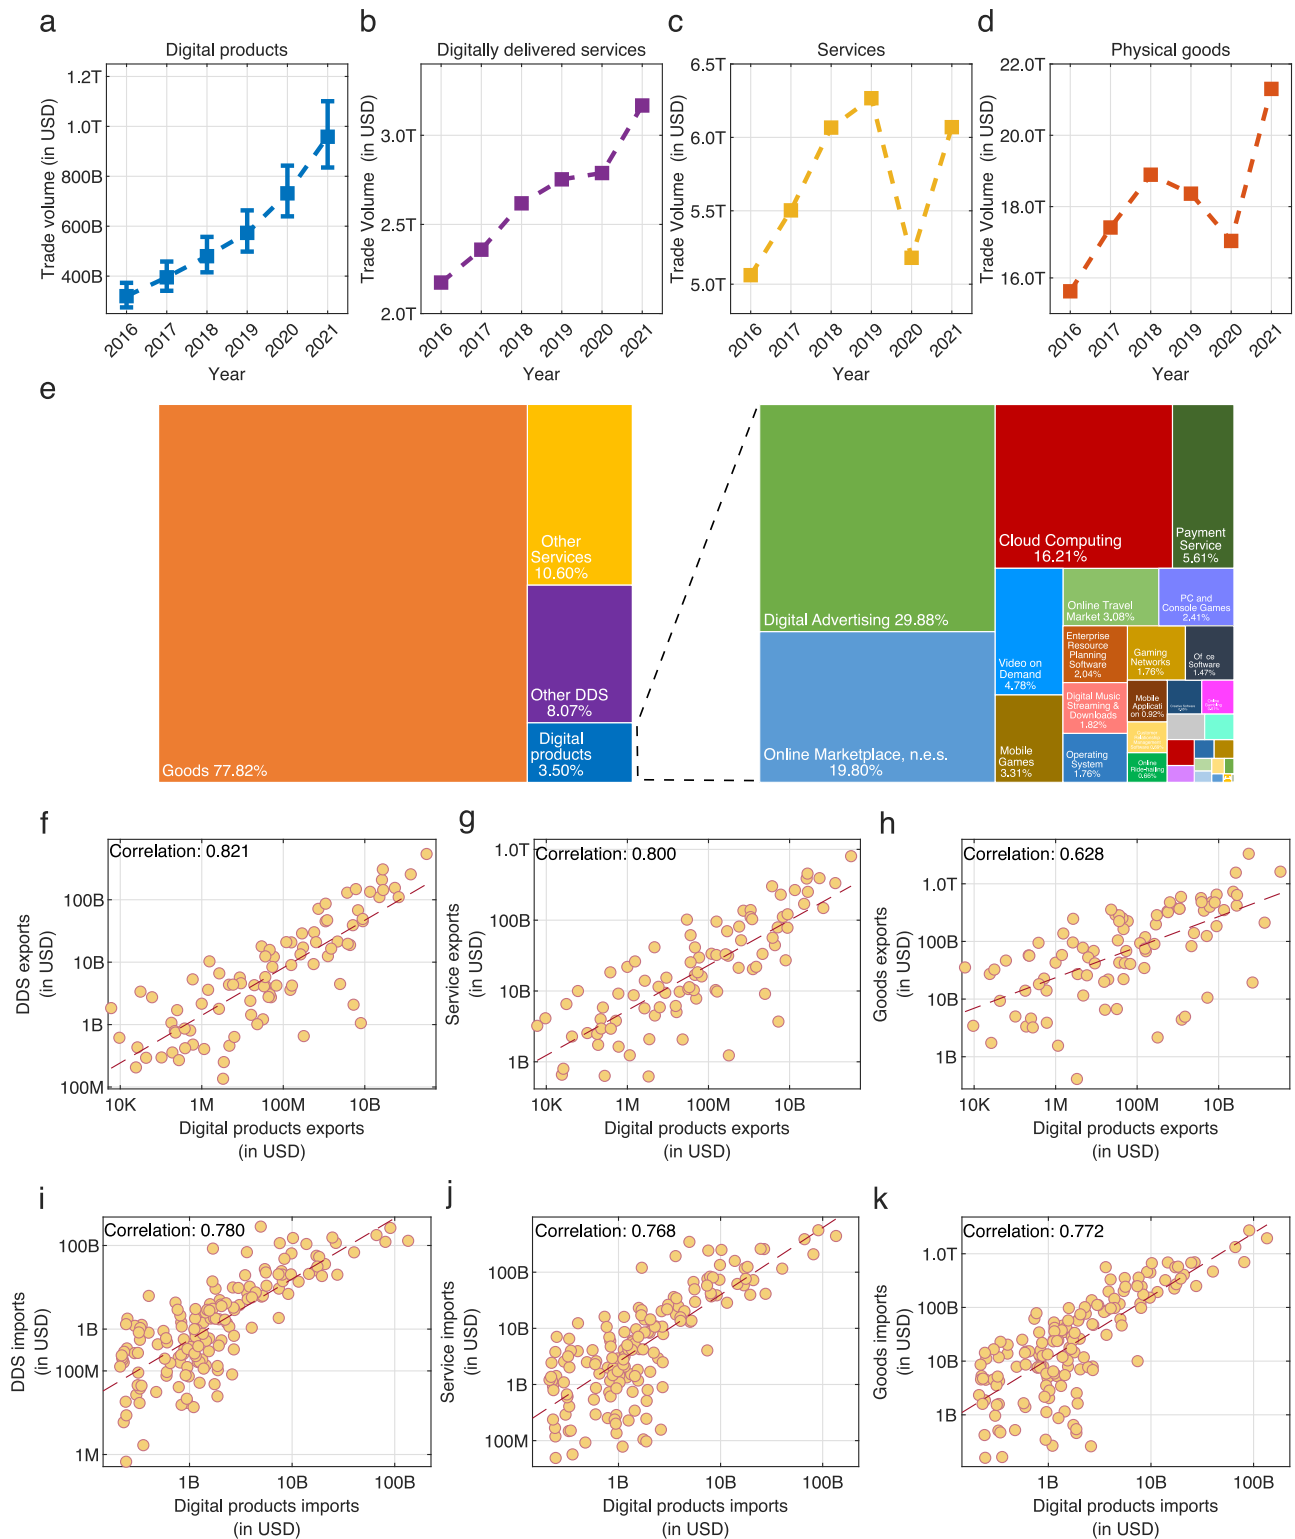 a
Digital products
Trade Volume (in USD)
1.2T
1.0T
800B
600B
400B
2016
2017
2018
2019
2020
2021
Year
b
Digitally delivered services
Trade Volume (in USD)
3.0T
2.5T
2.0T
2016
2017
2018
2019
2020
2021
Year
c
Services
Trade Volume (in USD)
6.5T
6.0T
5.5T
5.0T
2016
2017
2018
2019
2020
2021
Year
d
Physical goods
Trade Volume (in USD)
22.0T
20.0T
18.0T
16.0T
2016
2017
2018
2019
2020
2021
Year
e
Goods 77.82%
Other
Services
10.60%
Other DDS
8.07%
Digital
products
3.50%
Digital Advertising 29.88%
Online Marketplace, n.e.s.
19.80%
Cloud Computing
16.21%
Payment
Service
5.61%
Video on
Demand
4.78%
Mobile
Games
3.31%
Online Travel
Market 3.08%
PC and
Console Games
2.41%
Enterprise
Resource
Planning
Software
2.04%
Gaming
Networks
1.76%
Of ce
Software
1.47%
Digital Music
Streaming &
Downloads
1.82%
Mobile
Applicati
on 0.92%
Operating
System
1.76%
Online
Ride-hailing
0.66%
f
Correlation: 0.821
DDS exports
(in USD)
100B
10B
1B
100M
10K
1M
100M
10B
Digital products exports
(in USD)
g
Correlation: 0.800
Service exports
(in USD)
1.0T
100B
10B
1B
10K
1M
100M
10B
Digital products exports
(in USD)
h
Correlation: 0.628
Goods exports
(in USD)
1.0T
100B
10B
1B
10K
1M
100M
10B
Digital products exports
(in USD)
i
Correlation: 0.780
DDS imports
(in USD)
100B
1B
100M
1M
1B
10B
100B
Digital products imports
(in USD)
j
Correlation: 0.768
Service imports
(in USD)
100B
10B
1B
100M
1B
10B
100B
Digital products imports
(in USD)
k
Correlation: 0.772
Goods imports
(in USD)
1.0T
100B
10B
1B
1B
10B
100B
Digital products imports
(in USD)